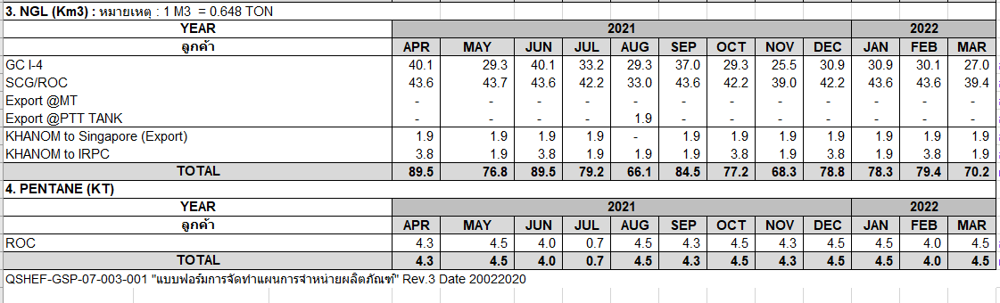 3. NGL (Km3) : หมายเหตุ : 1 M3 = 0.648 TON
YEAR 2021 2022
ลูกค้า APR MAY JUN JUL AUG SEP OCT NOV DEC JAN FEB MAR
GC I-4 40.1 29.3 40.1 33.2 29.3 37.0 29.3 25.5 30.9 30.9 30.1 27.0
SCG/ROC 43.6 43.7 43.6 42.2 33.0 43.6 42.2 39.0 42.2 43.6 43.6 39.4
Export @MT - - - - - - - - - - - -
Export @PTT TANK - - - - 1.9 - - - - - - -
KHANOM to Singapore (Export) 1.9 1.9 1.9 1.9 - 1.9 1.9 1.9 1.9 1.9 1.9 1.9
KHANOM to IRPC 3.8 1.9 3.8 1.9 1.9 1.9 3.8 1.9 3.8 1.9 3.8 1.9
TOTAL 89.5 76.8 89.5 79.2 66.1 84.5 77.2 68.3 78.8 78.3 79.4 70.2
4. PENTANE (KT)
YEAR 2021 2022
ลูกค้า APR MAY JUN JUL AUG SEP OCT NOV DEC JAN FEB MAR
ROC 4.3 4.5 4.0 0.7 4.5 4.3 4.5 4.3 4.5 4.5 4.0 4.5
TOTAL 4.3 4.5 4.0 0.7 4.5 4.3 4.5 4.3 4.5 4.5 4.0 4.5
QSHEF-GSP-07-003-001 "แบบฟอร์มการจัดทำแผนการจำหน่ายผลิตภัณฑ์" Rev.3 Date 20022020